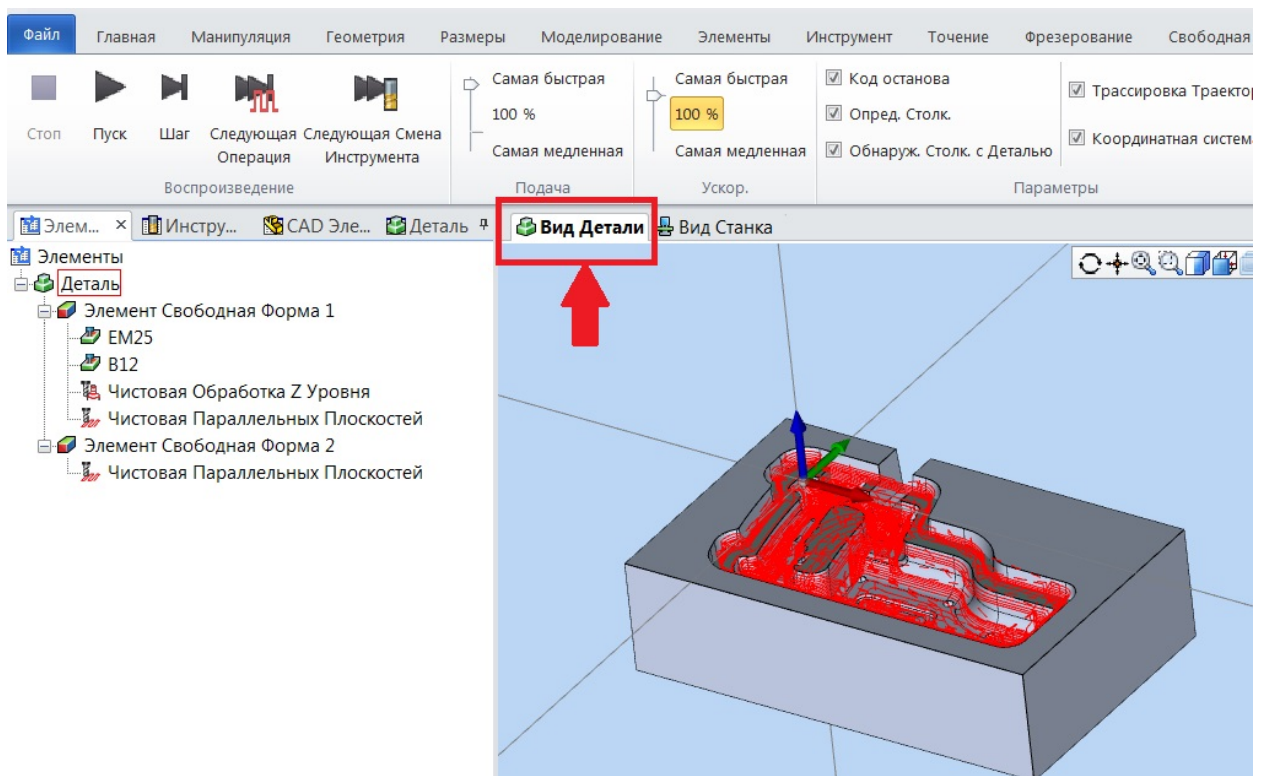 Файл Главная Манипуляция Геометрия Размеры Моделирование Элементы Инструмент Точение Фрезерование Свободная
Стоп Пуск Шаг Следующая Операция Следующая Смена Инструмента
Воспроизведение
Самая быстрая
100 %
Самая медленная
Подача
Самая быстрая
100 %
Самая медленная
Ускор.
Код останова
Опред. Столк.
Обнаруж. Столк. с Деталью
Трассировка Траектор
Координатная система
Параметры
Элем... Инстру... CAD Эле... Деталь
Вид Детали Вид Станка
Элементы
Деталь
Элемент Свободная Форма 1
EM25
B12
Чистовая Обработка Z Уровня
Чистовая Параллельных Плоскостей
Элемент Свободная Форма 2
Чистовая Параллельных Плоскостей